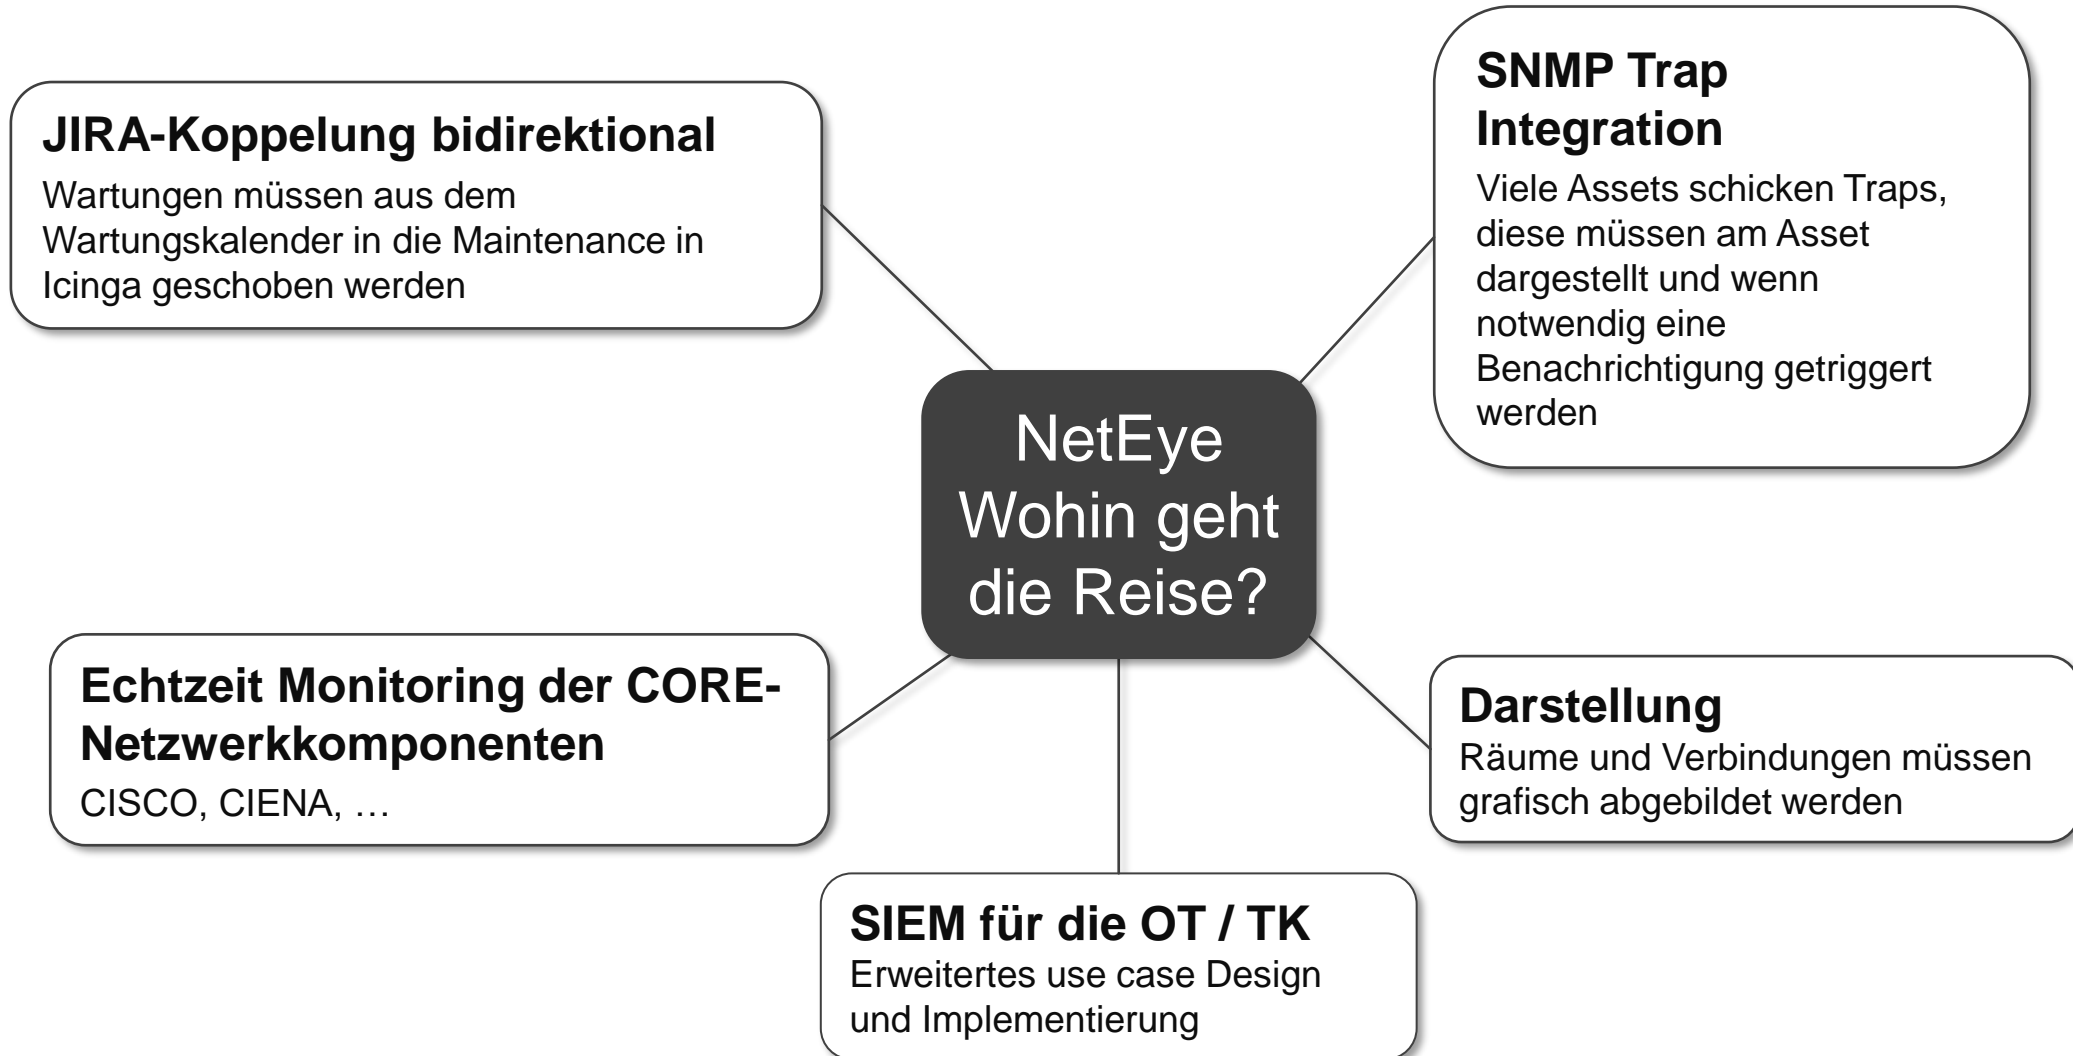 JIRA-Koppelung bidirektional
Wartungen müssen aus dem
Wartungskalender in die Maintenance in
Icinga geschoben werden
SNMP Trap
Integration
Viele Assets schicken Traps,
diese müssen am Asset
dargestellt und wenn
notwendig eine
Benachrichtigung getriggert
werden
NetEye
Wohin geht
die Reise?
Echtzeit Monitoring der CORE-
Netzwerkkomponenten
CISCO, CIENA, …
Darstellung
Räume und Verbindungen müssen
grafisch abgebildet werden
SIEM für die OT / TK
Erweitertes use case Design
und Implementierung